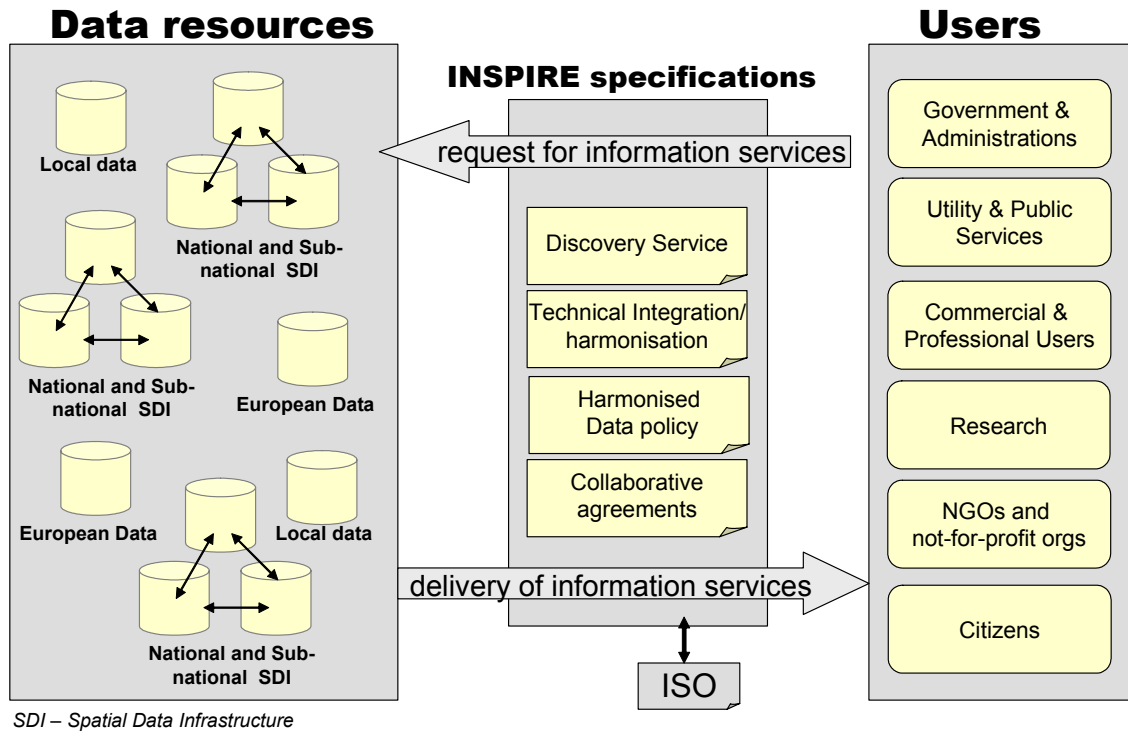 Data resources
Users
INSPIRE specifications
Local data
National and Sub-
national SDI
National and Sub-
national SDI
European Data
European Data
Local data
National and Sub-
national SDI
request for information services
Discovery Service
Technical Integration/
harmonisation
Harmonised
Data policy
Collaborative
agreements
delivery of information services
ISO
Government &
Administrations
Utility & Public
Services
Commercial &
Professional Users
Research
NGOs and
not-for-profit orgs
Citizens
SDI – Spatial Data Infrastructure